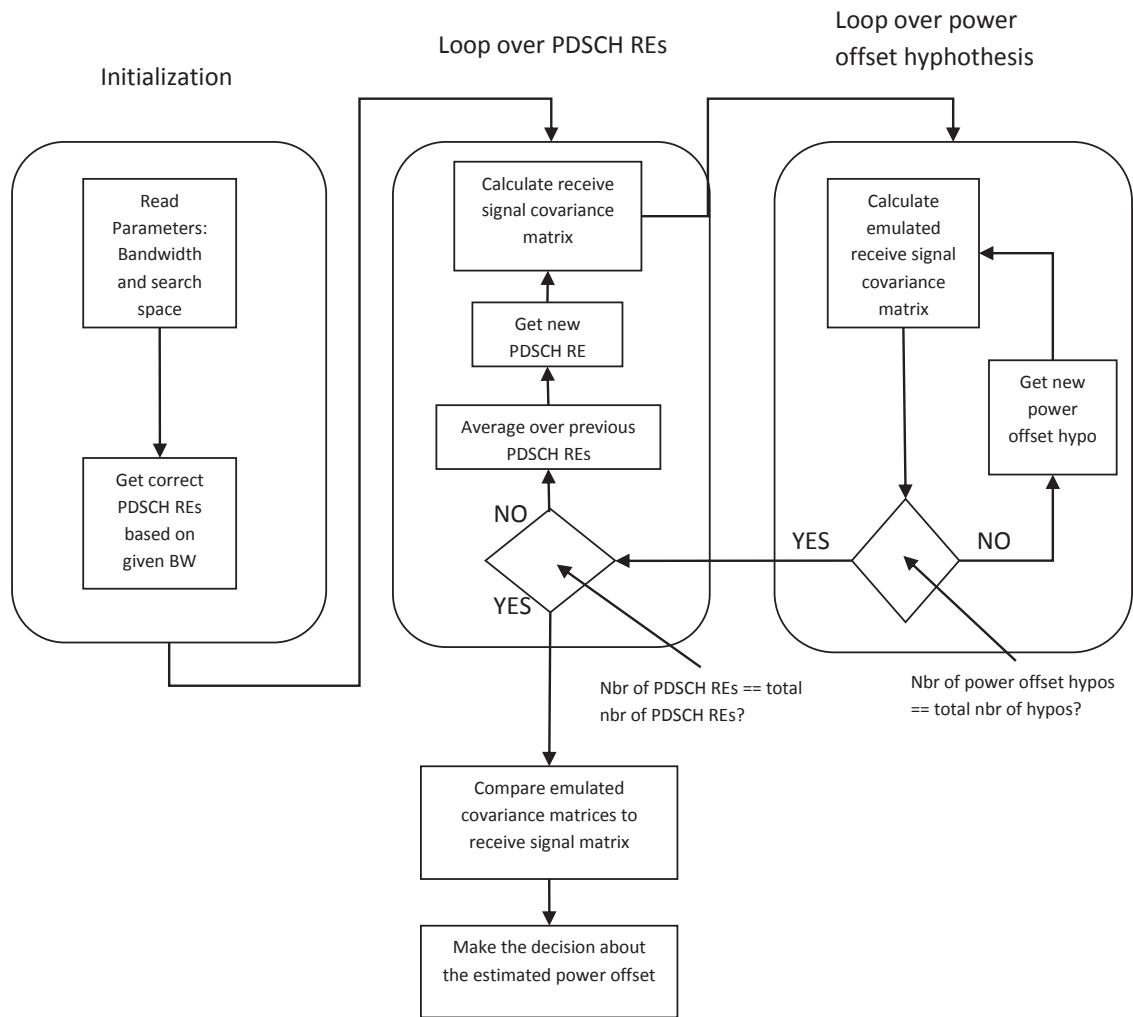 Initialization
Read
Parameters:
Bandwidth
and search
space
Get correct
PDSCH REs
based on
given BW
Loop over PDSCH REs
Calculate receive
signal covariance
matrix
Get new
PDSCH RE
Average over previous
PDSCH REs
NO
YES
Nbr of PDSCH REs == total
nbr of PDSCH REs?
Loop over power
offset hyphothesis
Calculate
emulated
receive signal
covariance
matrix
Get new
power
offset hypo
YES
NO
Nbr of power offset hypos
== total nbr of hypos?
Compare emulated
covariance matrices to
receive signal matrix
Make the decision about
the estimated power offset